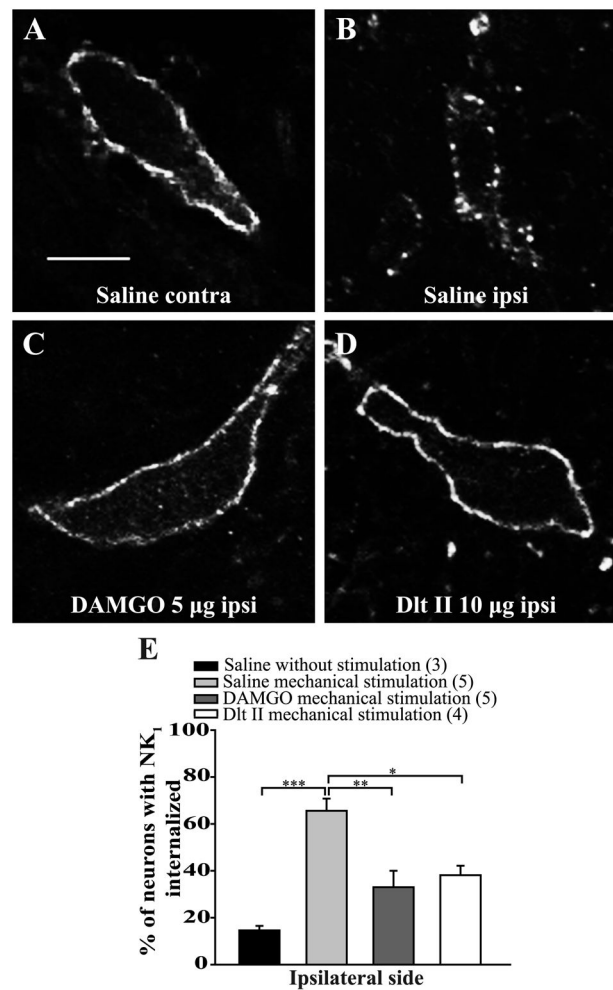 A
B
Saline contra
Saline ipsi
C
D
DAMGO 5 µg ipsi
Dlt II 10 µg ipsi
E
Saline without stimulation (3)
Saline mechanical stimulation (5)
DAMGO mechanical stimulation (5)
Dlt II mechanical stimulation (4)
% of neurons with NK1
internalized
100
80
60
40
20
0
***
**
*
Ipsilateral side